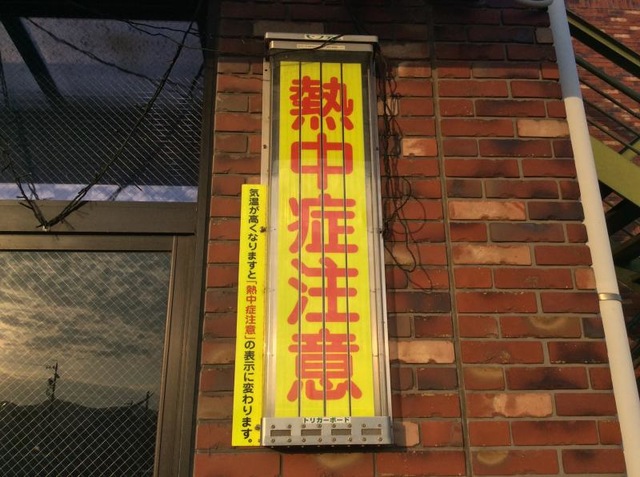 熱中症注意
気温が高くなりますと「熱中症注意」の表示に変わります。
トリガーボード